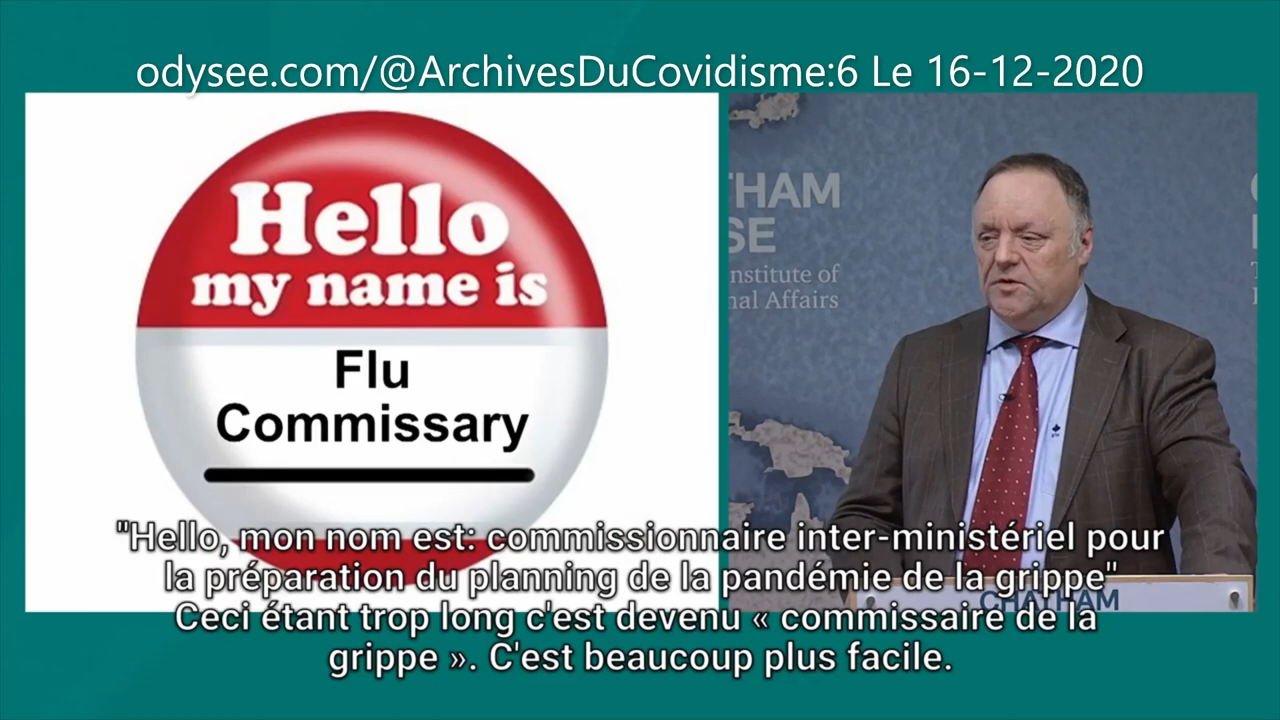 odysee.com/@ArchivesDuCovidisme:6 Le 16-12-2020
Hello
my name is
Flu
Commissary
THAM
SE
nstitute of
nal Affairs
CHATHAM
"Hello, mon nom est: commissionnaire inter-ministériel pour
la préparation du planning de la pandémie de la grippe"
Ceci étant trop long c'est devenu « commissaire de la
grippe ». C'est beaucoup plus facile.